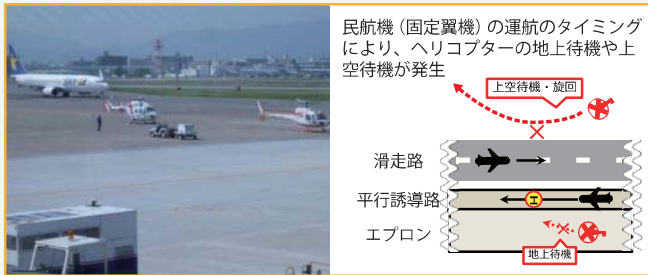 民航機（固定翼機）の運航のタイミング
により、ヘリコプターの地上待機や上
空待機が発生
上空待機・旋回
滑走路
平行誘導路
H
エプロン
地上待機